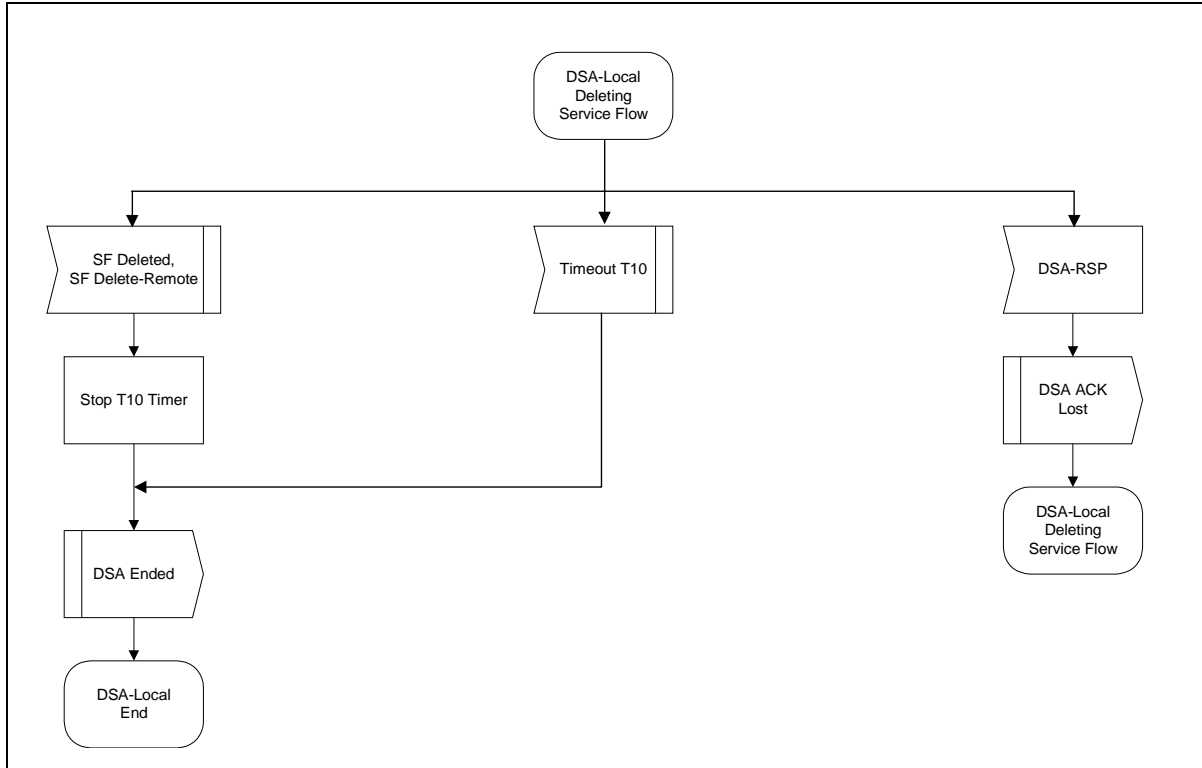 DSA-Local
Deleting
Service Flow
SF Deleted,
SF Delete-Remote
Timeout T10
DSA-RSP
Stop T10 Timer
DSA ACK
Lost
DSA-Local
Deleting
Service Flow
DSA Ended
DSA-Local
End